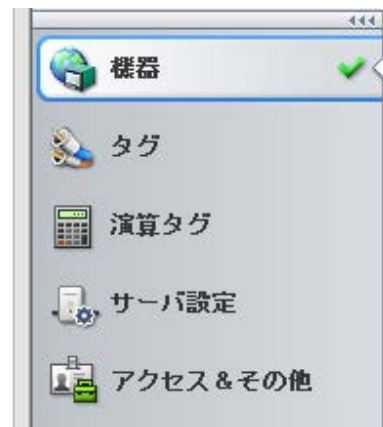 機器
タグ
演算タグ
サーバ設定
アクセス&その他